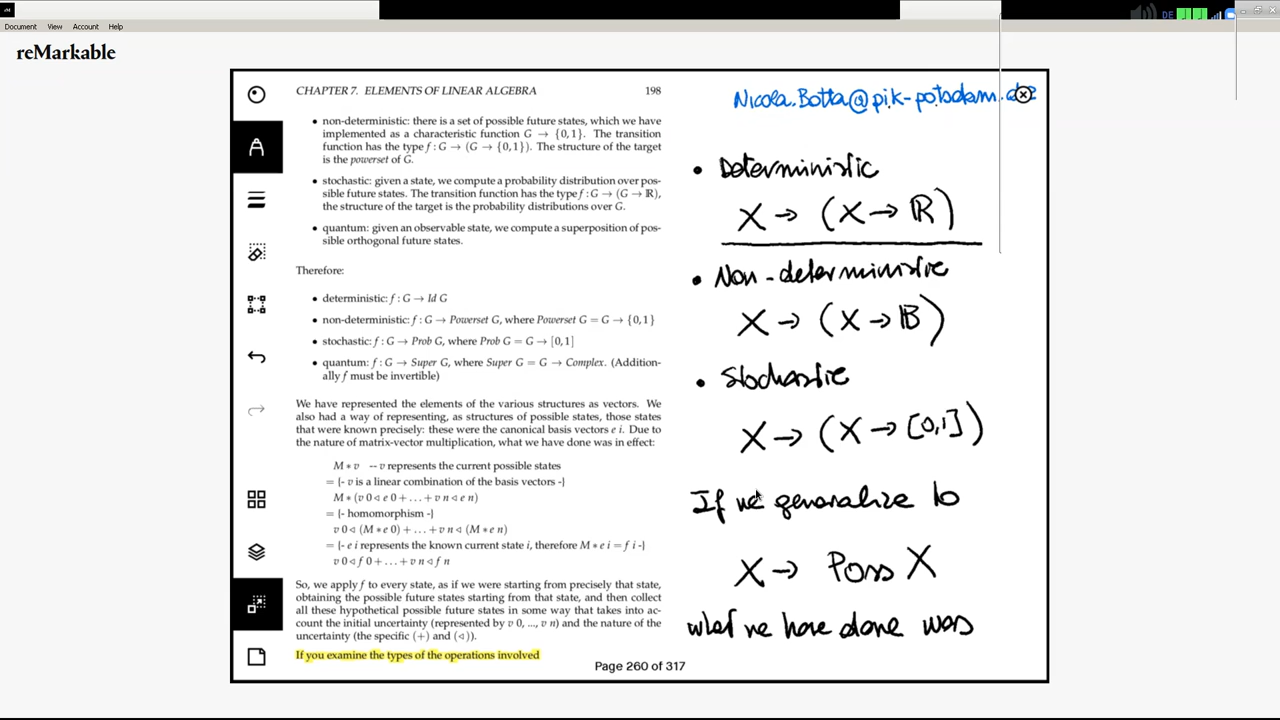 Document View Account Help
DE
reMarkable
CHAPTER 7. ELEMENTS OF LINEAR ALGEBRA 198
• non-deterministic: there is a set of possible future states, which we have
implemented as a characteristic function G → {0,1}. The transition
function has the type f : G → (G → {0,1}). The structure of the target
is the powerset of G.
• stochastic: given a state, we compute a probability distribution over pos-
sible future states. The transition function has the type f : G → (G → ℝ),
the structure of the target is the probability distributions over G.
• quantum: given an observable state, we compute a superposition of pos-
sible orthogonal future states.
Therefore:
• deterministic: f : G → Id G
• non-deterministic: f : G → Powerset G, where Powerset G = G → {0,1}
• stochastic: f : G → Prob G, where Prob G = G → [0,1]
• quantum: f : G → Super G, where Super G = G → Complex. (Addition-
ally f must be invertible)
We have represented the elements of the various structures as vectors. We
also had a way of representing, as structures of possible states, those states
that were known precisely: these were the canonical basis vectors e i. Due to
the nature of matrix-vector multiplication, what we have done was in effect:
M * v -- v represents the current possible states
= {- v is a linear combination of the basis vectors -}
M * (v 0 ◁ e 0 + . . . + v n ◁ e n)
= {- homomorphism -}
v 0 ◁ (M * e 0) + . . . + v n ◁ (M * e n)
= {- e i represents the known current state i, therefore M * e i = f i -}
v 0 ◁ f 0 + . . . + v n ◁ f n
So, we apply f to every state, as if we were starting from precisely that state,
obtaining the possible future states starting from that state, and then collect
all these hypothetical possible future states in some way that takes into ac-
count the initial uncertainty (represented by v 0, ..., v n) and the nature of the
uncertainty (the specific (+) and (◁)).
If you examine the types of the operations involved
Page 260 of 317
Nicola.Botta@pik-potsdam.de
• Deterministic
X → (X → ℝ)
• Non-deterministic
X → (X → 𝔹)
• Stochastic
X → (X → [0,1])
If we generalize to
X → Poss X
what we have done was